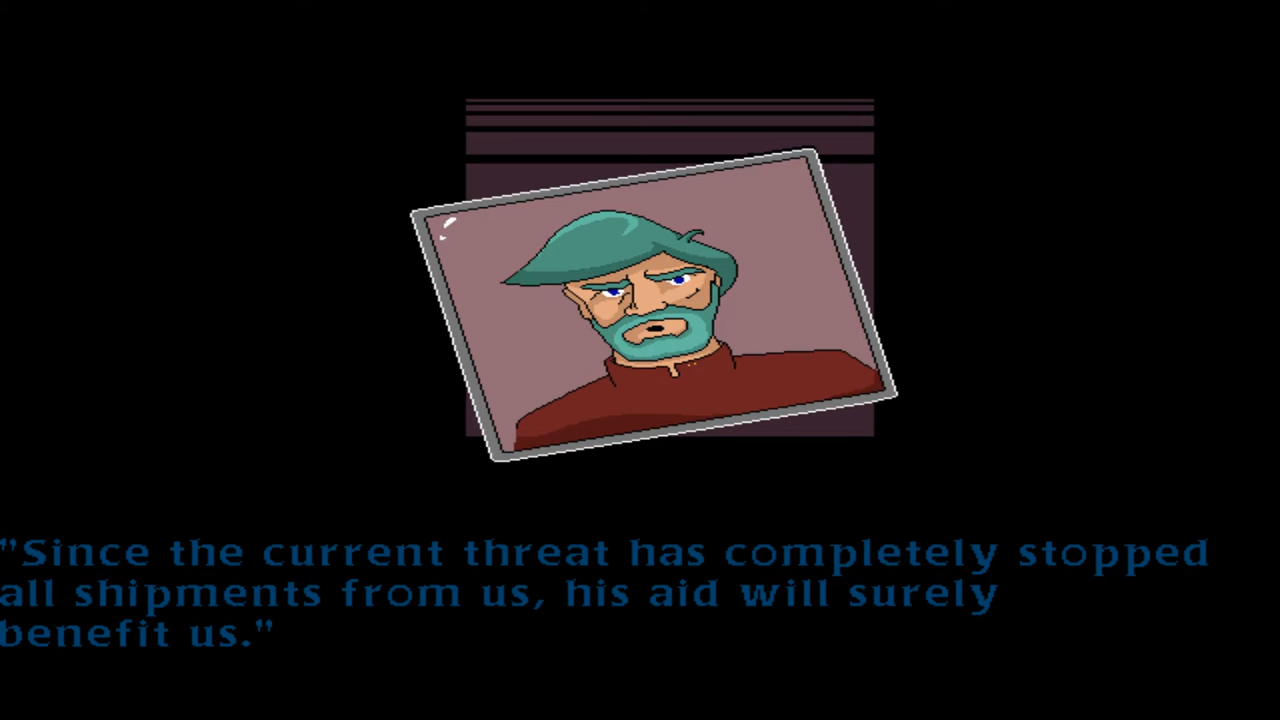 "Since the current threat has completely stopped
all shipments from us, his aid will surely
benefit us."